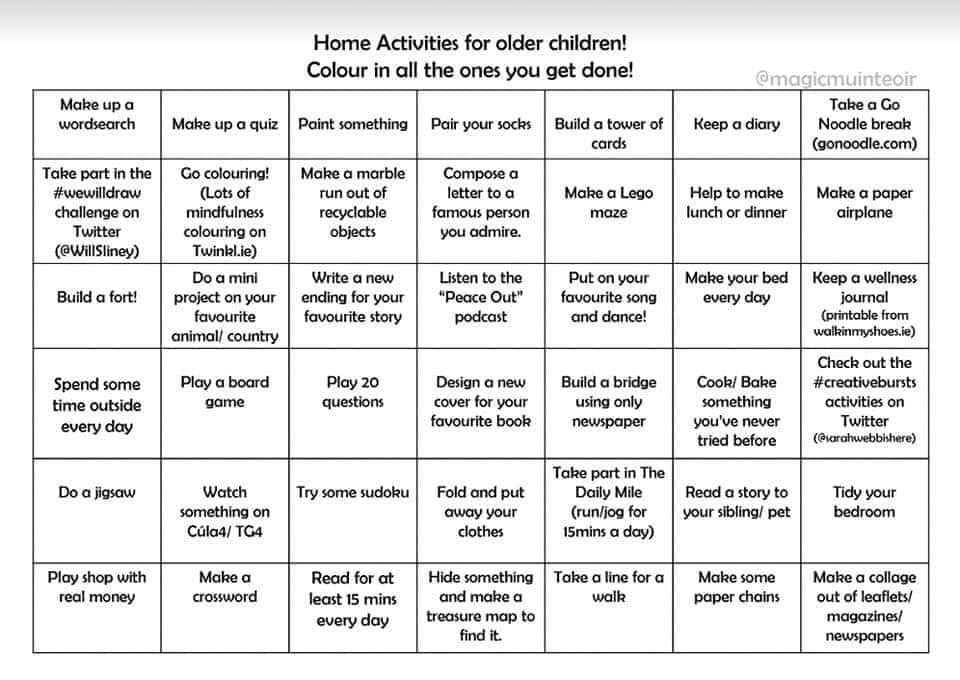 Home Activities for older children!
Colour in all the ones you get done!
@magicmuinteoir
Make up a
wordsearch
Make up a quiz
Paint something
Pair your socks
Build a tower of
cards
Keep a diary
Take a Go
Noodle break
(gonoodle.com)
Take part in the
#wewilldraw
challenge on
Twitter
(@WillSliney)
Go colouring!
(Lots of
mindfulness
colouring on
Twinkl.ie)
Make a marble
run out of
recyclable
objects
Compose a
letter to a
famous person
you admire.
Make a Lego
maze
Help to make
lunch or dinner
Make a paper
airplane
Build a fort!
Do a mini
project on your
favourite
animal/ country
Write a new
ending for your
favourite story
Listen to the
“Peace Out”
podcast
Put on your
favourite song
and dance!
Make your bed
every day
Keep a wellness
journal
(printable from
walkinmyshoes.ie)
Spend some
time outside
every day
Play a board
game
Play 20
questions
Design a new
cover for your
favourite book
Build a bridge
using only
newspaper
Cook/ Bake
something
you’ve never
tried before
Check out the
#creativebursts
activities on
Twitter
(@sarahwebbishere)
Do a jigsaw
Watch
something on
Cúla4/ TG4
Try some sudoku
Fold and put
away your
clothes
Take part in The
Daily Mile
(run/jog for
15mins a day)
Read a story to
your sibling/ pet
Tidy your
bedroom
Play shop with
real money
Make a
crossword
Read for at
least 15 mins
every day
Hide something
and make a
treasure map to
find it.
Take a line for a
walk
Make some
paper chains
Make a collage
out of leaflets/
magazines/
newspapers